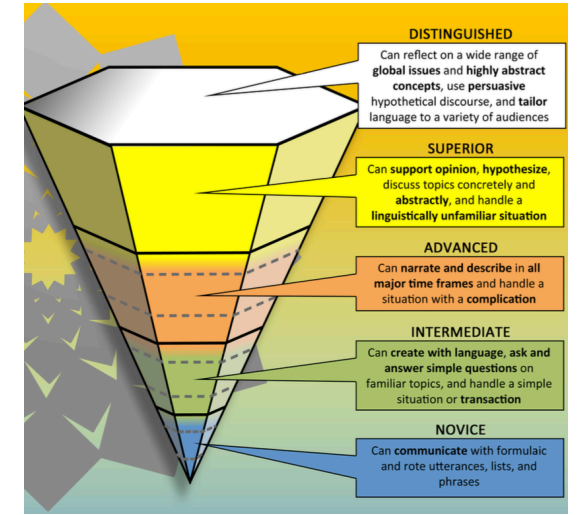 DISTINGUISHED
Can reflect on a wide range of
global issues and highly abstract
concepts, use persuasive
hypothetical discourse, and tailor
language to a variety of audiences
SUPERIOR
Can support opinion, hypothesize,
discuss topics concretely and
abstractly, and handle a
linguistically unfamiliar situation
ADVANCED
Can narrate and describe in all
major time frames and handle a
situation with a complication
INTERMEDIATE
Can create with language, ask and
answer simple questions on
familiar topics, and handle a simple
situation or transaction
NOVICE
Can communicate with formulaic
and rote utterances, lists, and
phrases